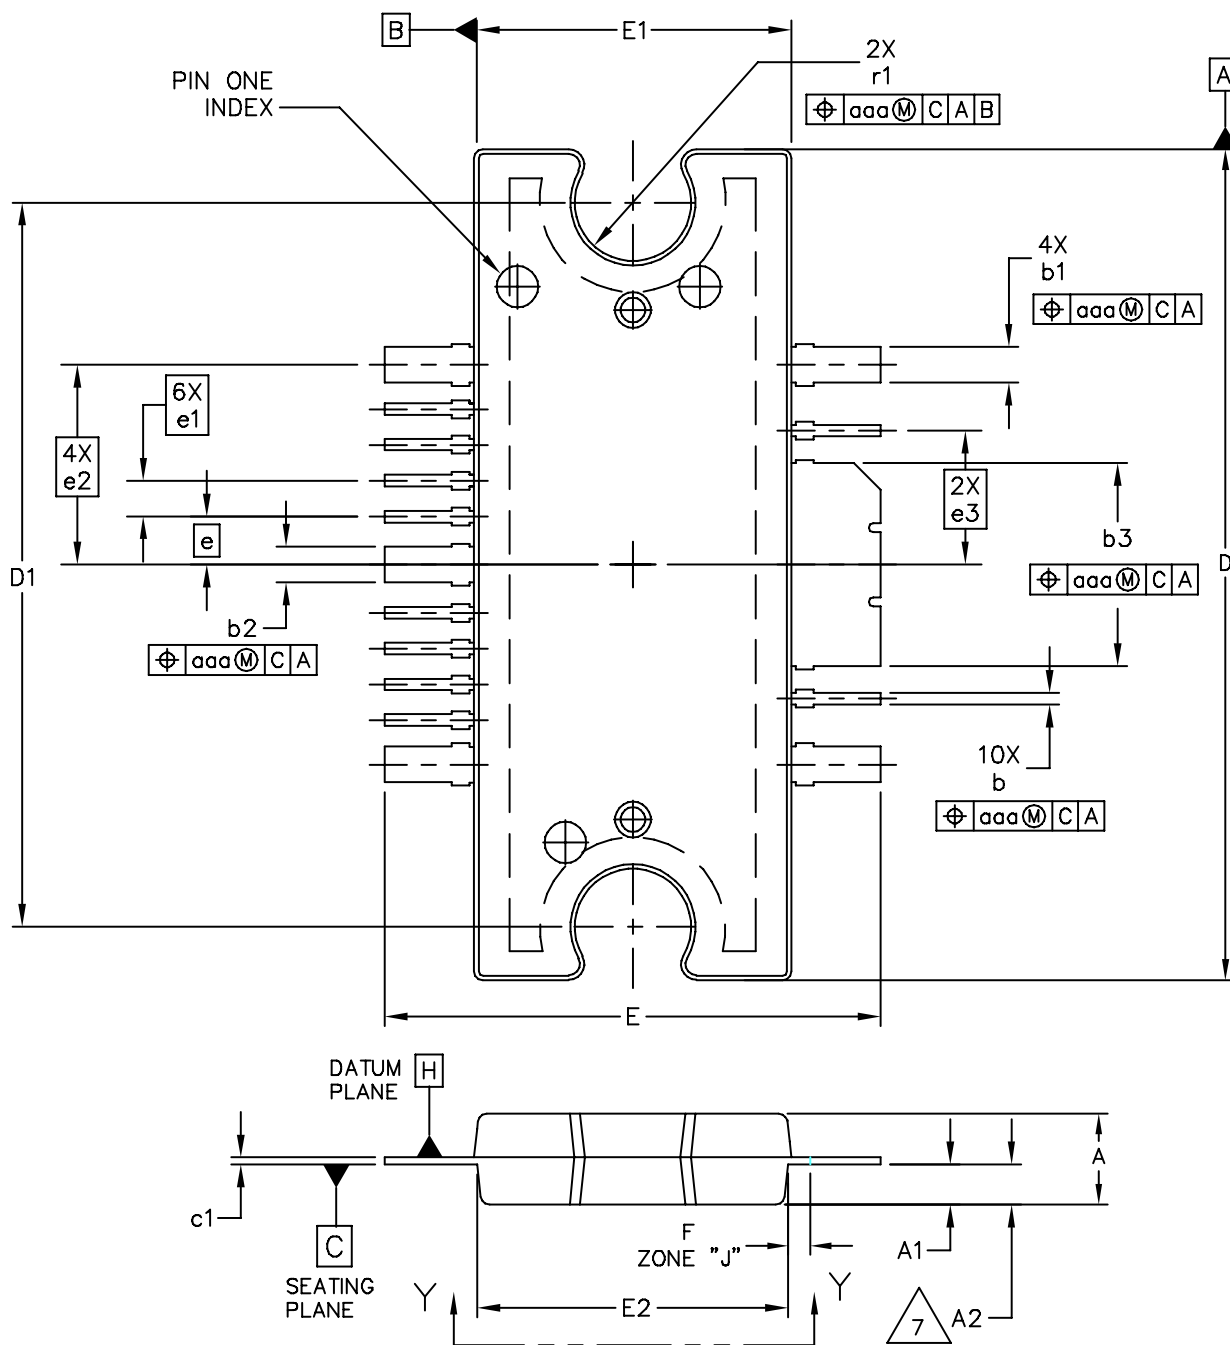 B
E1
2X
r1
⌖ aaa Ⓜ C A B
A
PIN ONE
INDEX
4X
b1
⌖ aaa Ⓜ C A
6X
e1
4X
e2
2X
e3
e
b3
⌖ aaa Ⓜ C A
D1
D
b2
⌖ aaa Ⓜ C A
10X
b
⌖ aaa Ⓜ C A
E
DATUM
PLANE
H
A
c1
C
SEATING
PLANE
F
ZONE "J"
A1
Y
Y
E2
7
A2